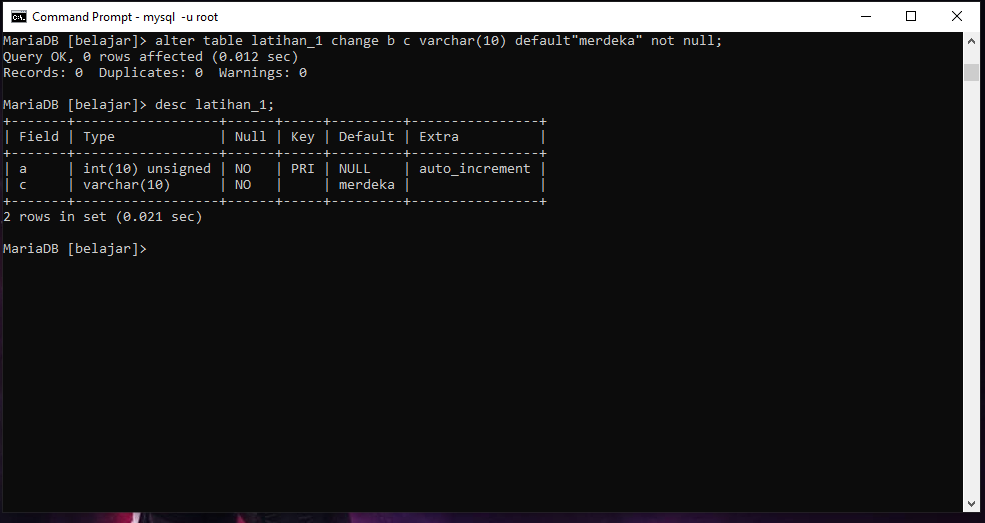 Command Prompt - mysql  -u root
MariaDB [belajar]> alter table latihan_1 change b c varchar(10) default"merdeka" not null;
Query OK, 0 rows affected (0.012 sec)
Records: 0  Duplicates: 0  Warnings: 0
MariaDB [belajar]> desc latihan_1;
+-------+------------------+------+-----+---------+----------------+
| Field | Type             | Null | Key | Default | Extra          |
+-------+------------------+------+-----+---------+----------------+
| a     | int(10) unsigned | NO   | PRI | NULL    | auto_increment |
| c     | varchar(10)      | NO   |     | merdeka |                |
+-------+------------------+------+-----+---------+----------------+
2 rows in set (0.021 sec)
MariaDB [belajar]>